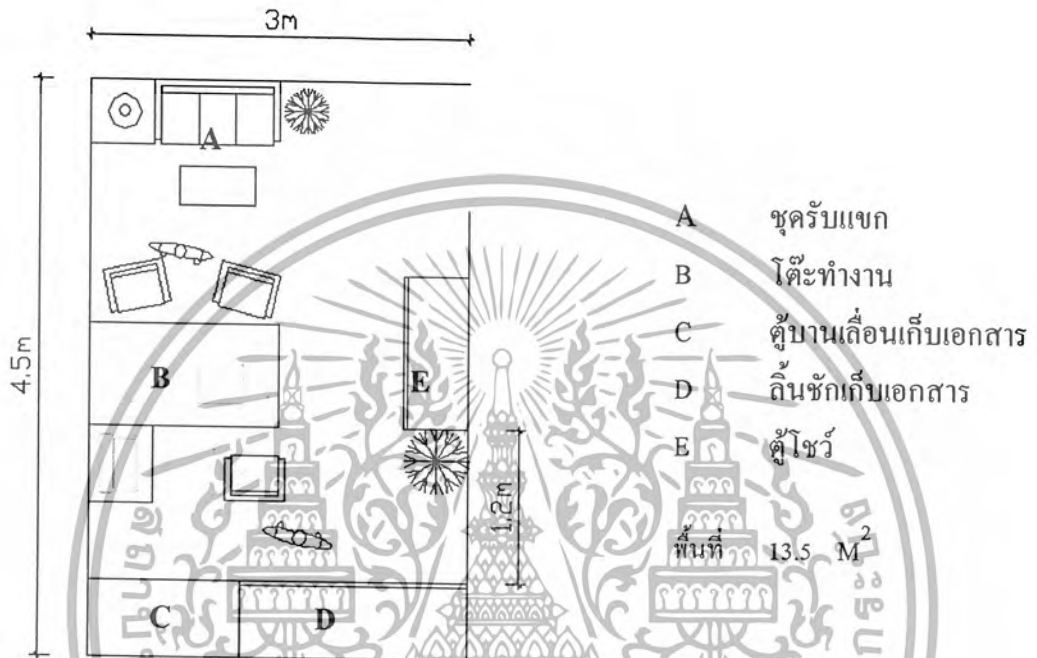 3m
4.5m
A
B
C
D
E
1.2m
A ชุดรับแขก
B โต๊ะทำงาน
C ตู้บานเลื่อนเก็บเอกสาร
D ลิ้นชักเก็บเอกสาร
E ตู้โชว์
พื้นที่ 13.5 M²